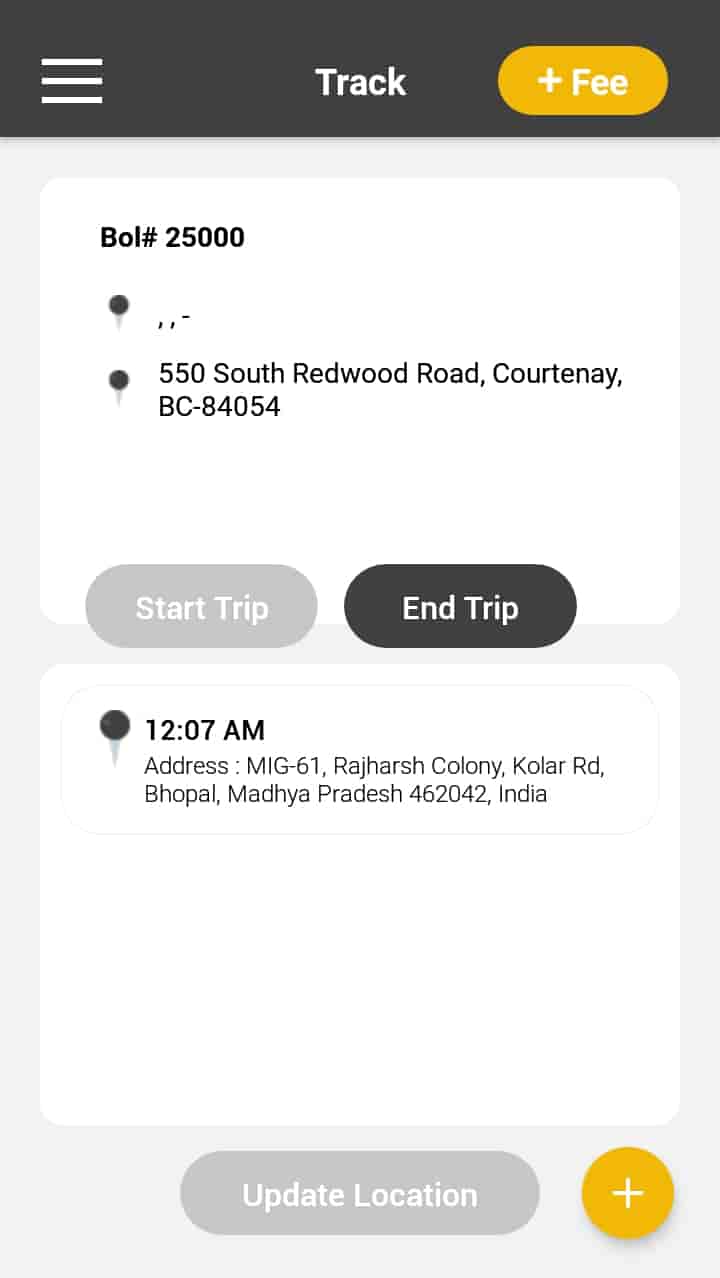 Track
+ Fee
Bol# 25000
, , -
550 South Redwood Road, Courtenay,
BC-84054
Start Trip
End Trip
12:07 AM
Address : MIG-61, Rajharsh Colony, Kolar Rd,
Bhopal, Madhya Pradesh 462042, India
Update Location
+